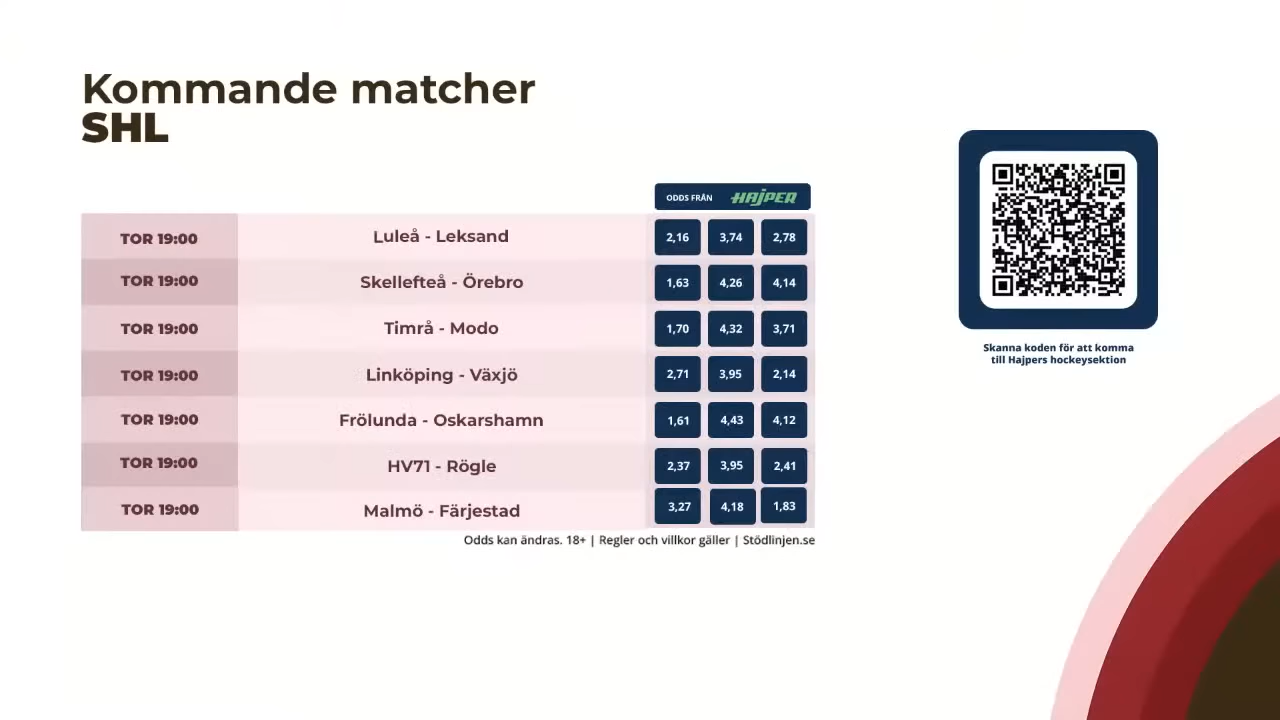 Kommande matcher
SHL
ODDS FRÅN HAJPER
TOR 19:00 Luleå - Leksand 2,16 3,74 2,78
TOR 19:00 Skellefteå - Örebro 1,63 4,26 4,14
TOR 19:00 Timrå - Modo 1,70 4,32 3,71
TOR 19:00 Linköping - Växjö 2,71 3,95 2,14
TOR 19:00 Frölunda - Oskarshamn 1,61 4,43 4,12
TOR 19:00 HV71 - Rögle 2,37 3,95 2,41
TOR 19:00 Malmö - Färjestad 3,27 4,18 1,83
Odds kan ändras. 18+ | Regler och villkor gäller | Stödlinjen.se
Skanna koden för att komma
till Hajpers hockeysektion